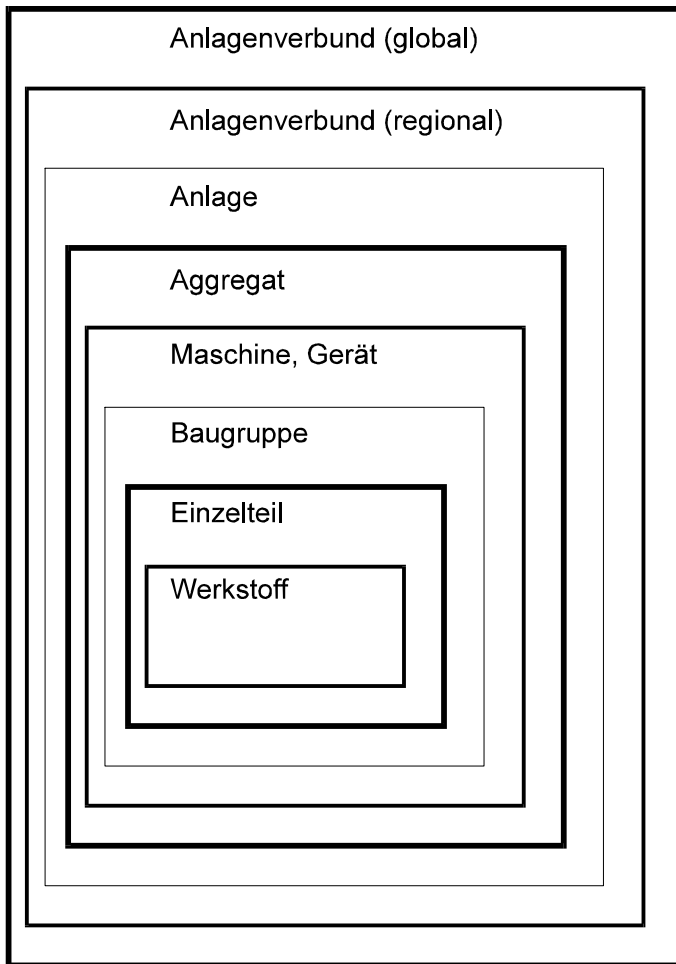 Anlagenverbund (global)
Anlagenverbund (regional)
Anlage
Aggregat
Maschine, Gerät
Baugruppe
Einzelteil
Werkstoff